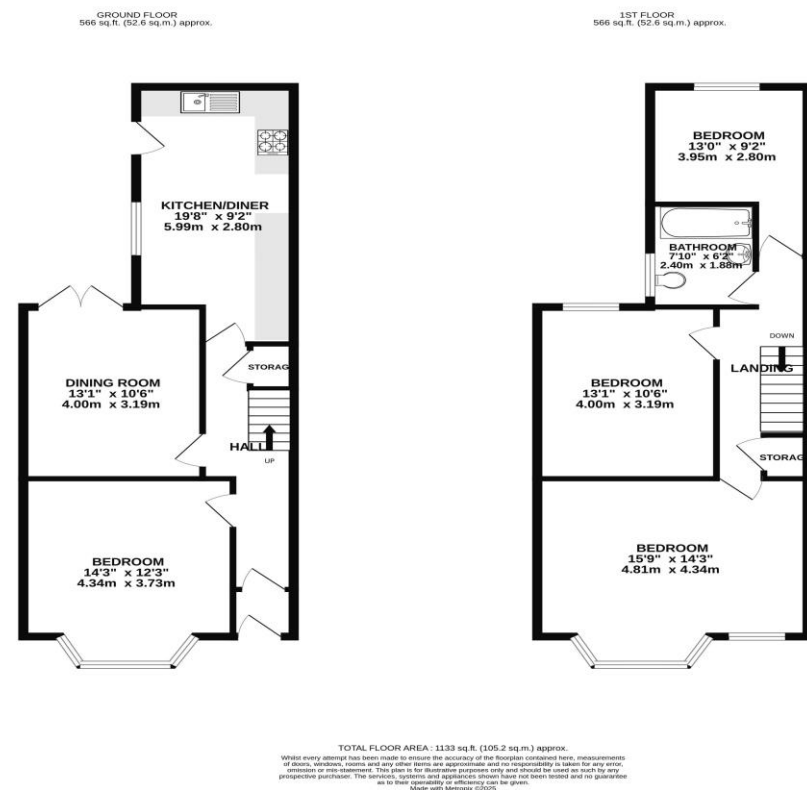 GROUND FLOOR
566 sq.ft. (52.6 sq.m.) approx.
KITCHEN/DINER
19'8" x 9'2"
5.99m x 2.80m
DINING ROOM
13'1" x 10'6"
4.00m x 3.19m
STORAG
HALL
UP
BEDROOM
14'3" x 12'3"
4.34m x 3.73m
1ST FLOOR
566 sq.ft. (52.6 sq.m.) approx.
BEDROOM
13'0" x 9'2"
3.95m x 2.80m
BATHROOM
7'10" x 6'2"
2.40m x 1.88m
DOWN
LANDING
BEDROOM
13'1" x 10'6"
4.00m x 3.19m
STORAG
BEDROOM
15'9" x 14'3"
4.81m x 4.34m
TOTAL FLOOR AREA : 1133 sq.ft. (105.2 sq.m.) approx.
Whilst every attempt has been made to ensure the accuracy of the floorplan contained here, measurements
of doors, windows, rooms and any other items are approximate and no responsibility is taken for any error,
omission or mis-statement. This plan is for illustrative purposes only and should be used as such by any
prospective purchaser. The services, systems and appliances shown have not been tested and no guarantee
as to their operability or efficiency can be given.
Made with Metropix ©2025